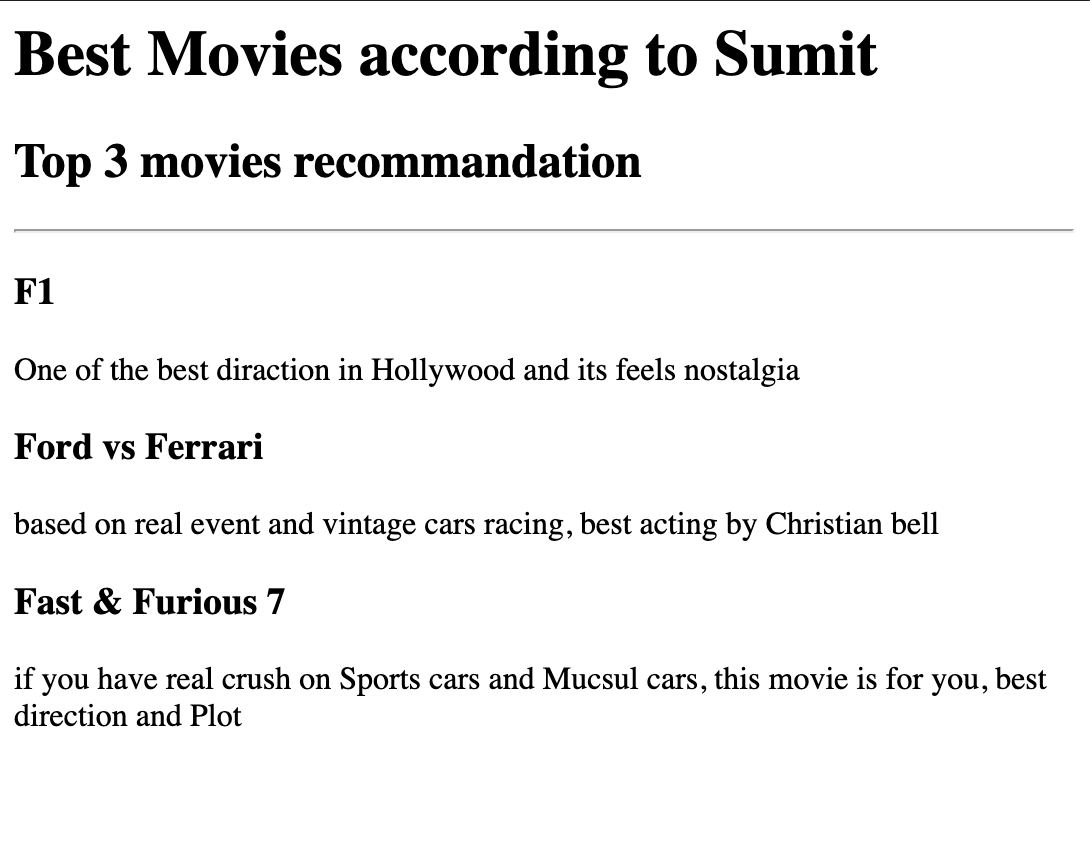 Best Movies according to Sumit
Top 3 movies recommandation
F1
One of the best diraction in Hollywood and its feels nostalgia
Ford vs Ferrari
based on real event and vintage cars racing, best acting by Christian bell
Fast & Furious 7
if you have real crush on Sports cars and Mucsul cars, this movie is for you, best
direction and Plot